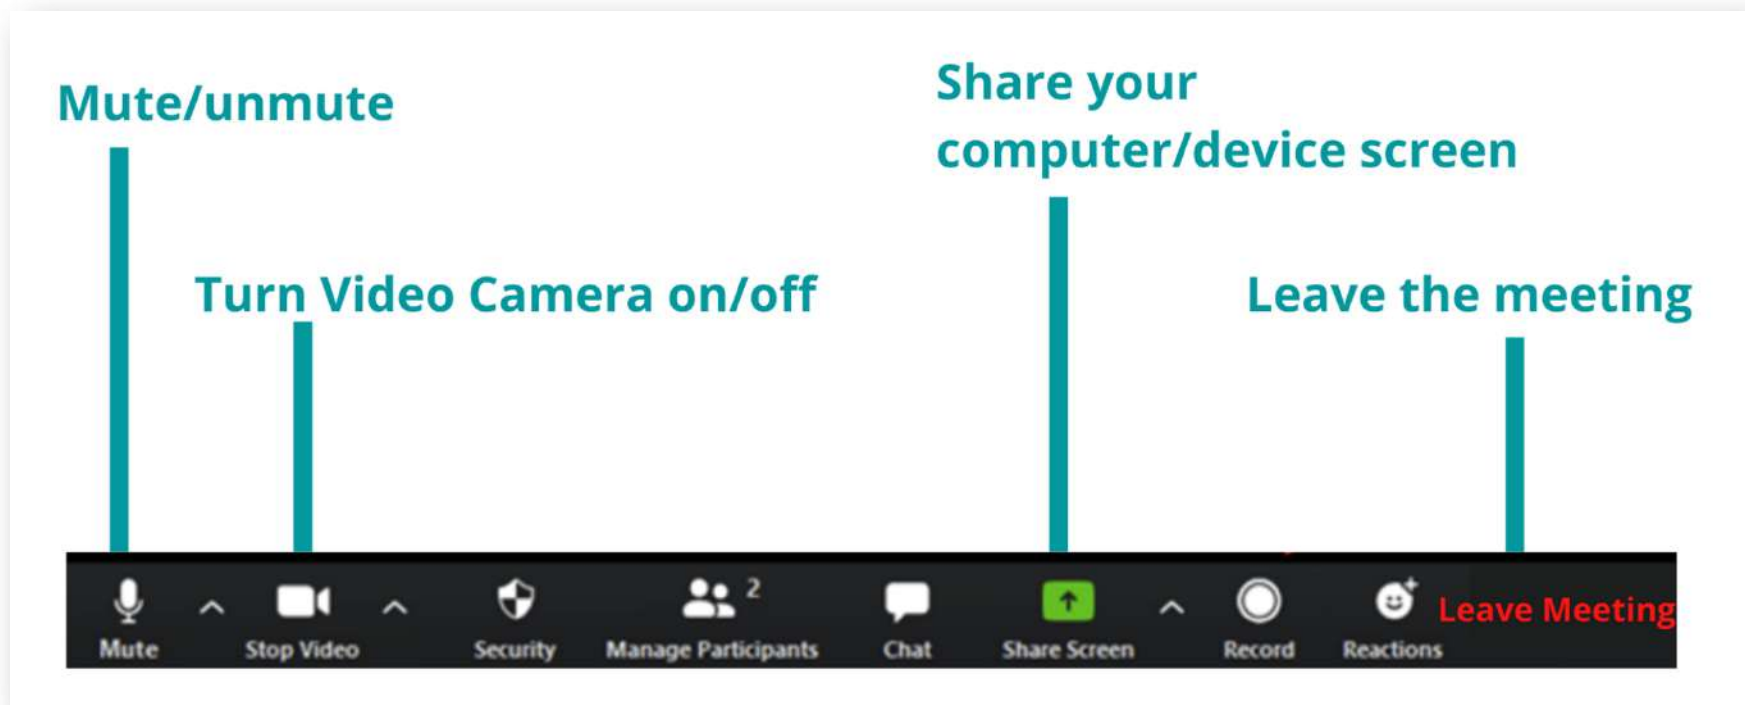 Mute/unmute
Share your
computer/device screen
Turn Video Camera on/off
Leave the meeting
2
Leave Meeting
Mute
Stop Video
Security
Manage Participants
Chat
Share Screen
Record
Reactions